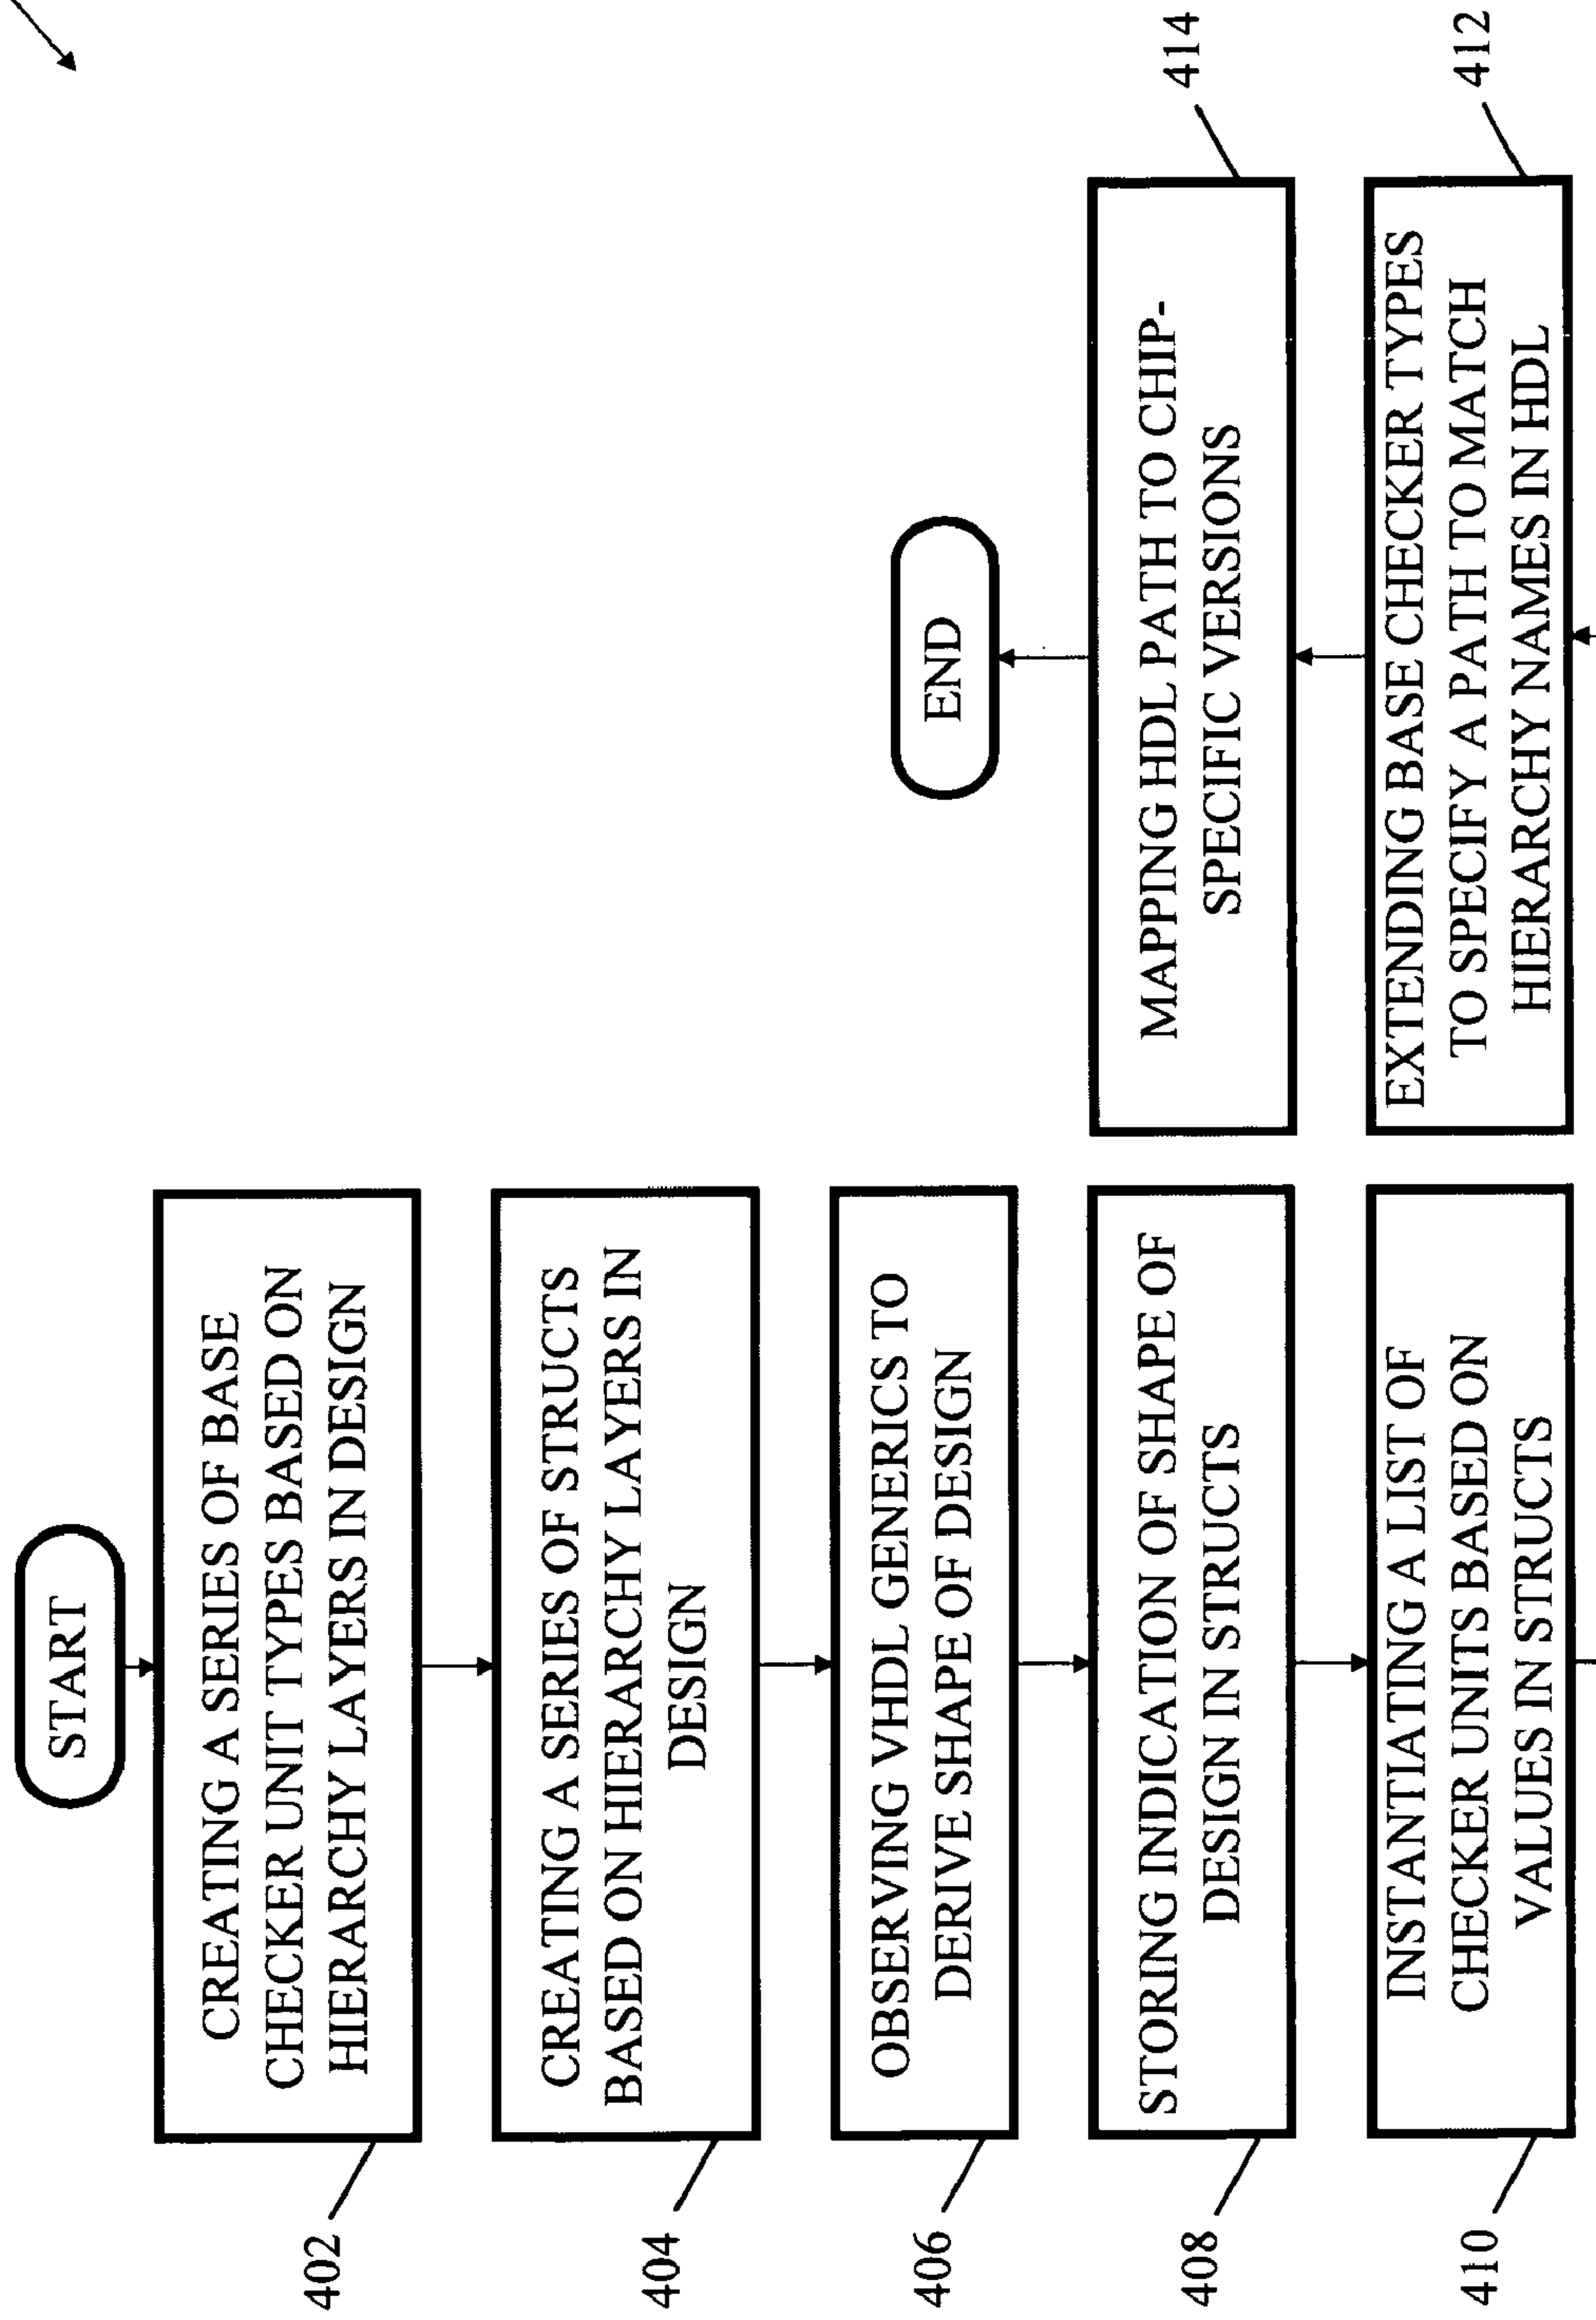 START
CREATING A SERIES OF BASE
CHECKER UNIT TYPES BASED ON
HIERARCHY LAYERS IN DESIGN
402
CREATING A SERIES OF STRUCTS
BASED ON HIERARCHY LAYERS IN
DESIGN
404
OBSERVING VHDL GENERICS TO
DERIVE SHAPE OF DESIGN
406
STORING INDICATION OF SHAPE OF
DESIGN IN STRUCTS
408
INSTANTIATING A LIST OF
CHECKER UNITS BASED ON
VALUES IN STRUCTS
410
EXTENDING BASE CHECKER TYPES
TO SPECIFY A PATH TO MATCH
HIERARCHY NAMES IN HDL
412
MAPPING HDL PATH TO CHIP-
SPECIFIC VERSIONS
414
END